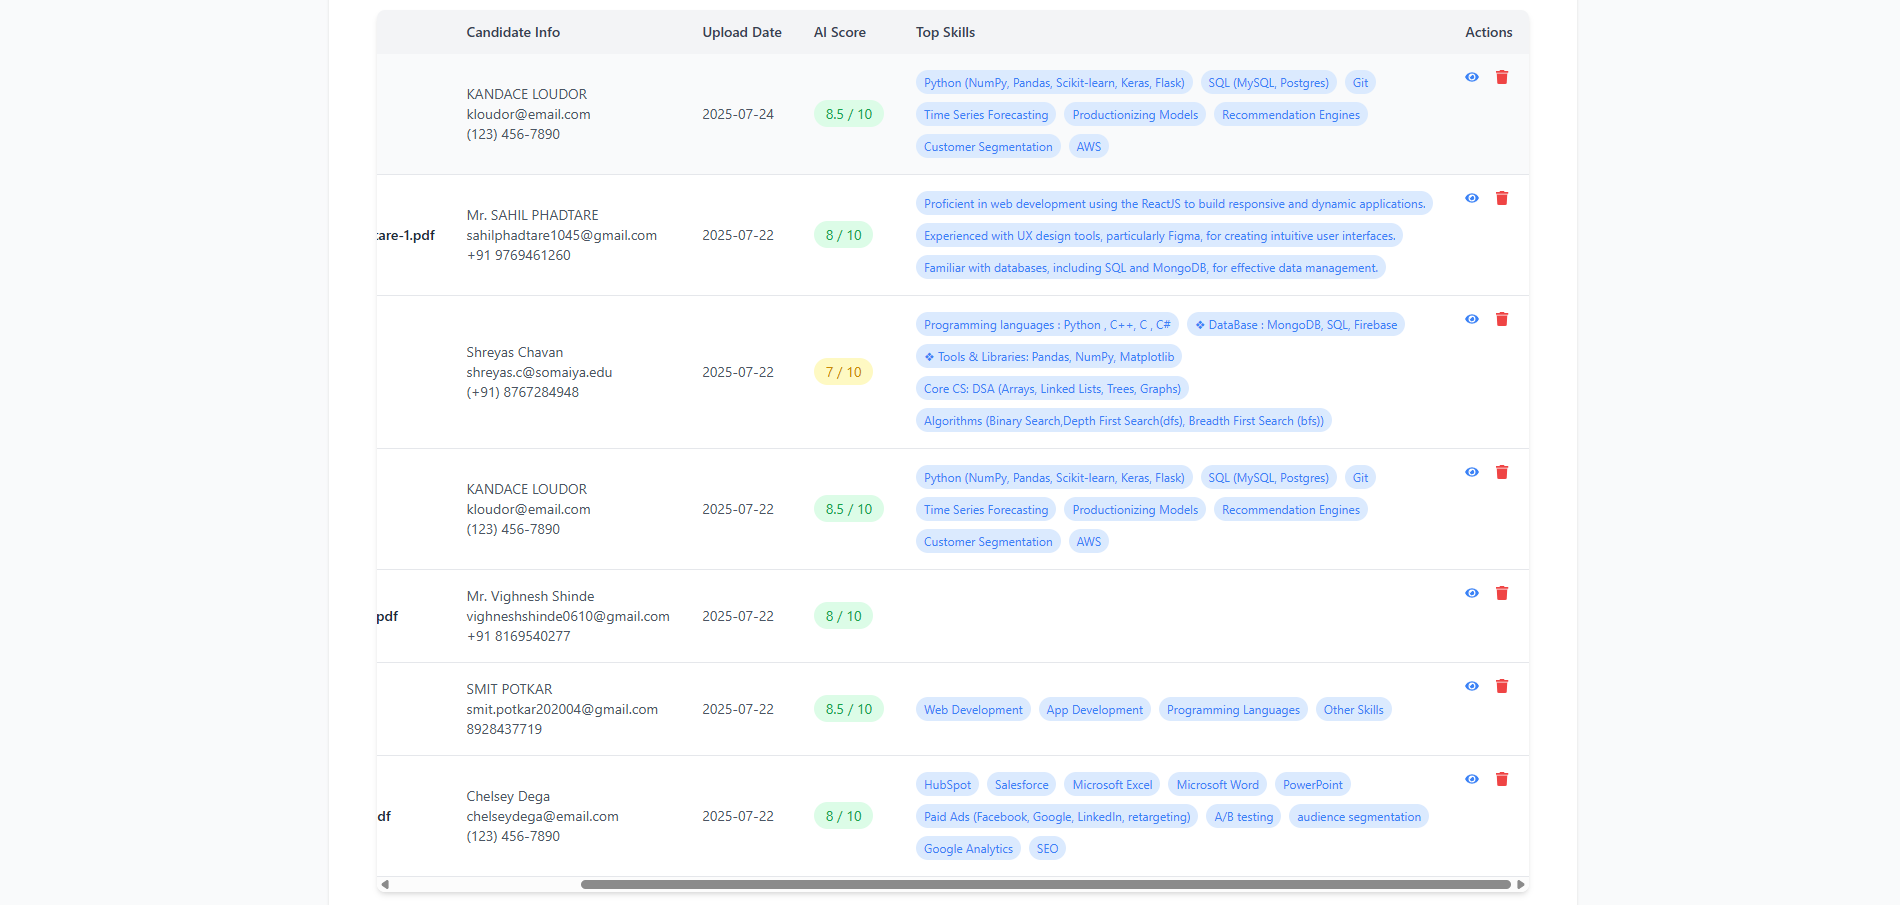 Candidate Info Upload Date AI Score Top Skills Actions
KANDACE LOUDOR
kloudor@email.com
(123) 456-7890
2025-07-24
8.5 / 10
Python (NumPy, Pandas, Scikit-learn, Keras, Flask) SQL (MySQL, Postgres) Git
Time Series Forecasting Productionizing Models Recommendation Engines
Customer Segmentation AWS
are-1.pdf
Mr. SAHIL PHADTARE
sahilphadtare1045@gmail.com
+91 9769461260
2025-07-22
8 / 10
Proficient in web development using the ReactJS to build responsive and dynamic applications.
Experienced with UX design tools, particularly Figma, for creating intuitive user interfaces.
Familiar with databases, including SQL and MongoDB, for effective data management.
Shreyas Chavan
shreyas.c@somaiya.edu
(+91) 8767284948
2025-07-22
7 / 10
Programming languages : Python , C++, C , C# ❖ DataBase : MongoDB, SQL, Firebase
❖ Tools & Libraries: Pandas, NumPy, Matplotlib
Core CS: DSA (Arrays, Linked Lists, Trees, Graphs)
Algorithms (Binary Search,Depth First Search(dfs), Breadth First Search (bfs))
KANDACE LOUDOR
kloudor@email.com
(123) 456-7890
2025-07-22
8.5 / 10
Python (NumPy, Pandas, Scikit-learn, Keras, Flask) SQL (MySQL, Postgres) Git
Time Series Forecasting Productionizing Models Recommendation Engines
Customer Segmentation AWS
pdf
Mr. Vighnesh Shinde
vighneshshinde0610@gmail.com
+91 8169540277
2025-07-22
8 / 10
SMIT POTKAR
smit.potkar202004@gmail.com
8928437719
2025-07-22
8.5 / 10
Web Development App Development Programming Languages Other Skills
df
Chelsey Dega
chelseydega@email.com
(123) 456-7890
2025-07-22
8 / 10
HubSpot Salesforce Microsoft Excel Microsoft Word PowerPoint
Paid Ads (Facebook, Google, LinkedIn, retargeting) A/B testing audience segmentation
Google Analytics SEO